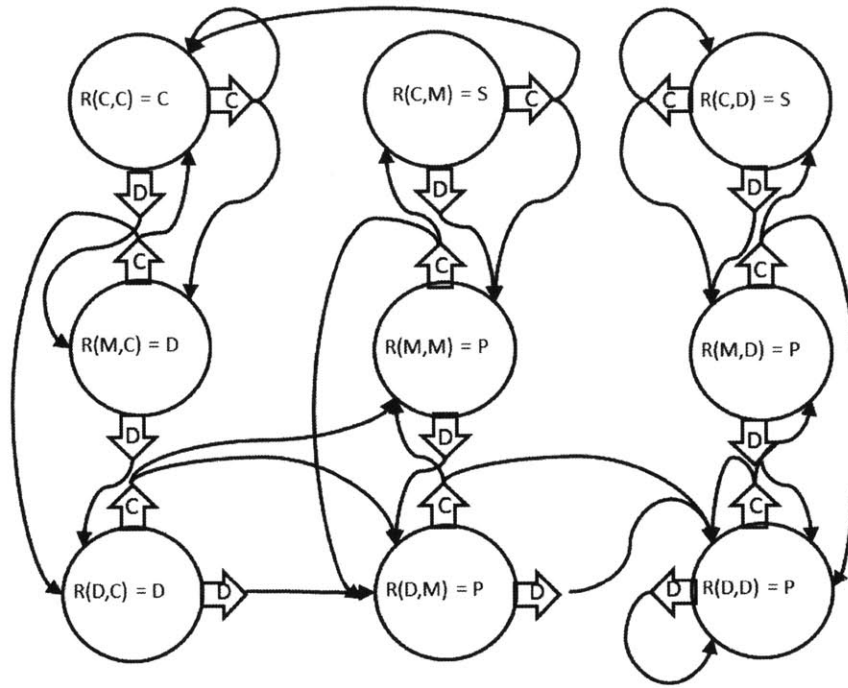 R(C,C) = C
C
R(C,M) = S
C
C
R(C,D) = S
D
D
D
C
C
C
R(M,C) = D
R(M,M) = P
R(M,D) = P
D
D
D
C
C
C
R(D,C) = D
D
R(D,M) = P
D
D
R(D,D) = P